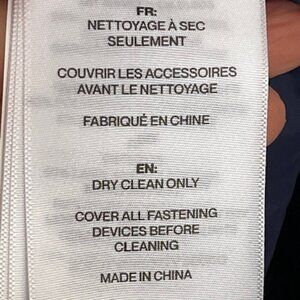 FR:
NETTOYAGE À SEC
SEULEMENT
COUVRIR LES ACCESSOIRES
AVANT LE NETTOYAGE
FABRIQUÉ EN CHINE
EN:
DRY CLEAN ONLY
COVER ALL FASTENING
DEVICES BEFORE
CLEANING
MADE IN CHINA